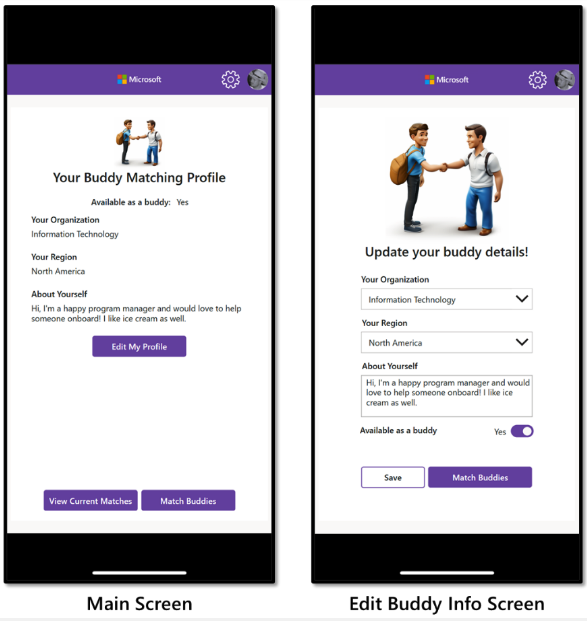 Microsoft
Your Buddy Matching Profile
Available as a buddy: Yes
Your Organization
Information Technology
Your Region
North America
About Yourself
Hi, I'm a happy program manager and would love to help
someone onboard! I like ice cream as well.
Edit My Profile
View Current Matches
Match Buddies
Main Screen
Microsoft
Update your buddy details!
Your Organization
Information Technology
Your Region
North America
About Yourself
Hi, I'm a happy program manager and would
love to help someone onboard! I like ice
cream as well.
Available as a buddy Yes
Save
Match Buddies
Edit Buddy Info Screen